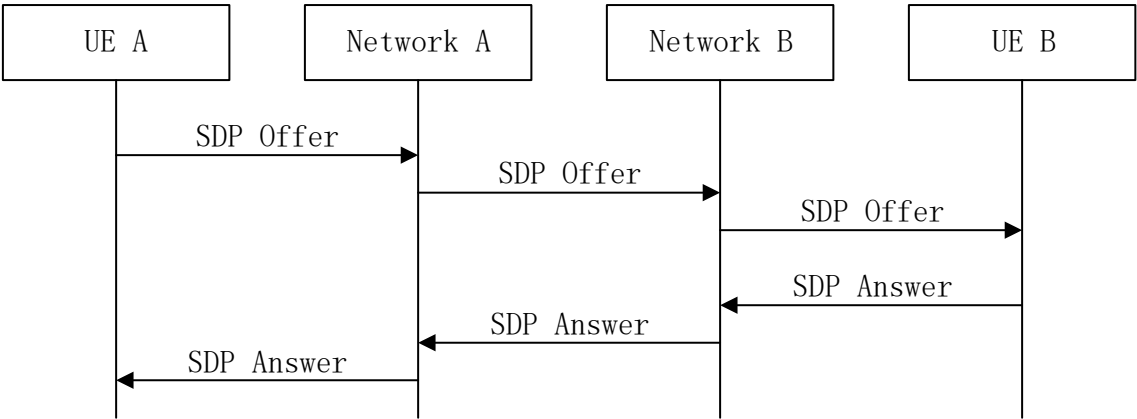 UE A
Network A
Network B
UE B
SDP Offer
SDP Offer
SDP Offer
SDP Answer
SDP Answer
SDP Answer